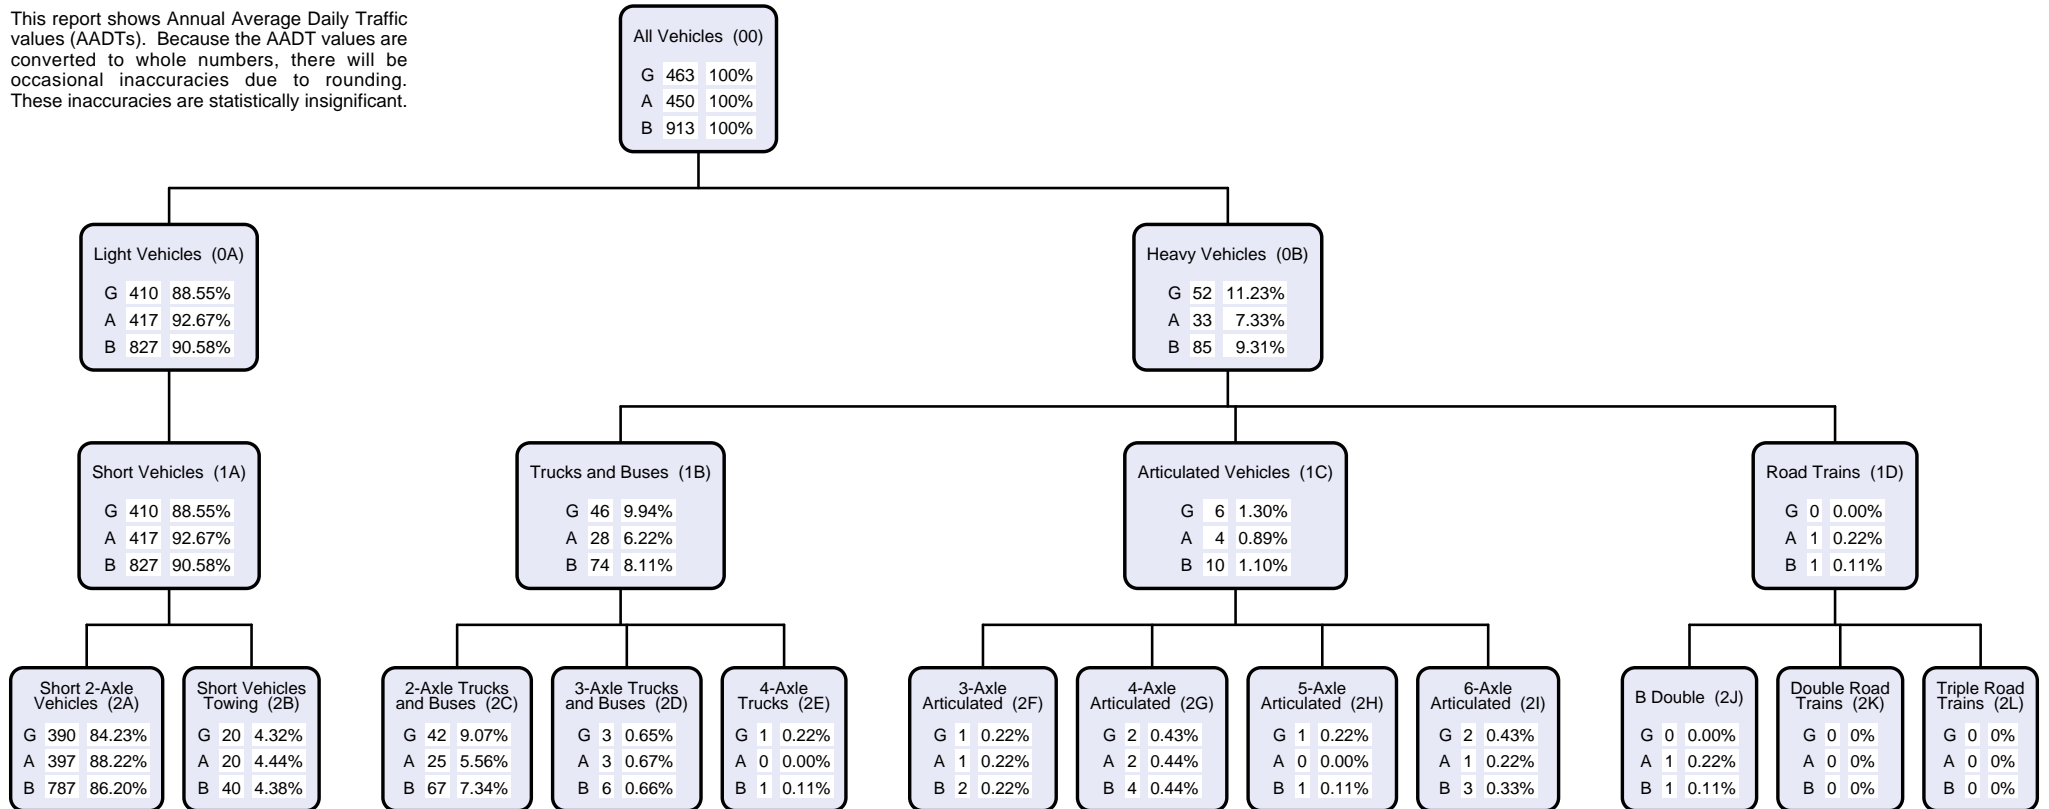 This report shows Annual Average Daily Traffic
values (AADTs). Because the AADT values are
converted to whole numbers, there will be
occasional inaccuracies due to rounding.
These inaccuracies are statistically insignificant.
All Vehicles (00)
G 463 100%
A 450 100%
B 913 100%
Light Vehicles (0A)
G 410 88.55%
A 417 92.67%
B 827 90.58%
Heavy Vehicles (0B)
G 52 11.23%
A 33 7.33%
B 85 9.31%
Short Vehicles (1A)
G 410 88.55%
A 417 92.67%
B 827 90.58%
Trucks and Buses (1B)
G 46 9.94%
A 28 6.22%
B 74 8.11%
Articulated Vehicles (1C)
G 6 1.30%
A 4 0.89%
B 10 1.10%
Road Trains (1D)
G 0 0.00%
A 1 0.22%
B 1 0.11%
Short 2-Axle
Vehicles (2A)
G 390 84.23%
A 397 88.22%
B 787 86.20%
Short Vehicles
Towing (2B)
G 20 4.32%
A 20 4.44%
B 40 4.38%
2-Axle Trucks
and Buses (2C)
G 42 9.07%
A 25 5.56%
B 67 7.34%
3-Axle Trucks
and Buses (2D)
G 3 0.65%
A 3 0.67%
B 6 0.66%
4-Axle
Trucks (2E)
G 1 0.22%
A 0 0.00%
B 1 0.11%
3-Axle
Articulated (2F)
G 1 0.22%
A 1 0.22%
B 2 0.22%
4-Axle
Articulated (2G)
G 2 0.43%
A 2 0.44%
B 4 0.44%
5-Axle
Articulated (2H)
G 1 0.22%
A 0 0.00%
B 1 0.11%
6-Axle
Articulated (2I)
G 2 0.43%
A 1 0.22%
B 3 0.33%
B Double (2J)
G 0 0.00%
A 1 0.22%
B 1 0.11%
Double Road
Trains (2K)
G 0 0%
A 0 0%
B 0 0%
Triple Road
Trains (2L)
G 0 0%
A 0 0%
B 0 0%